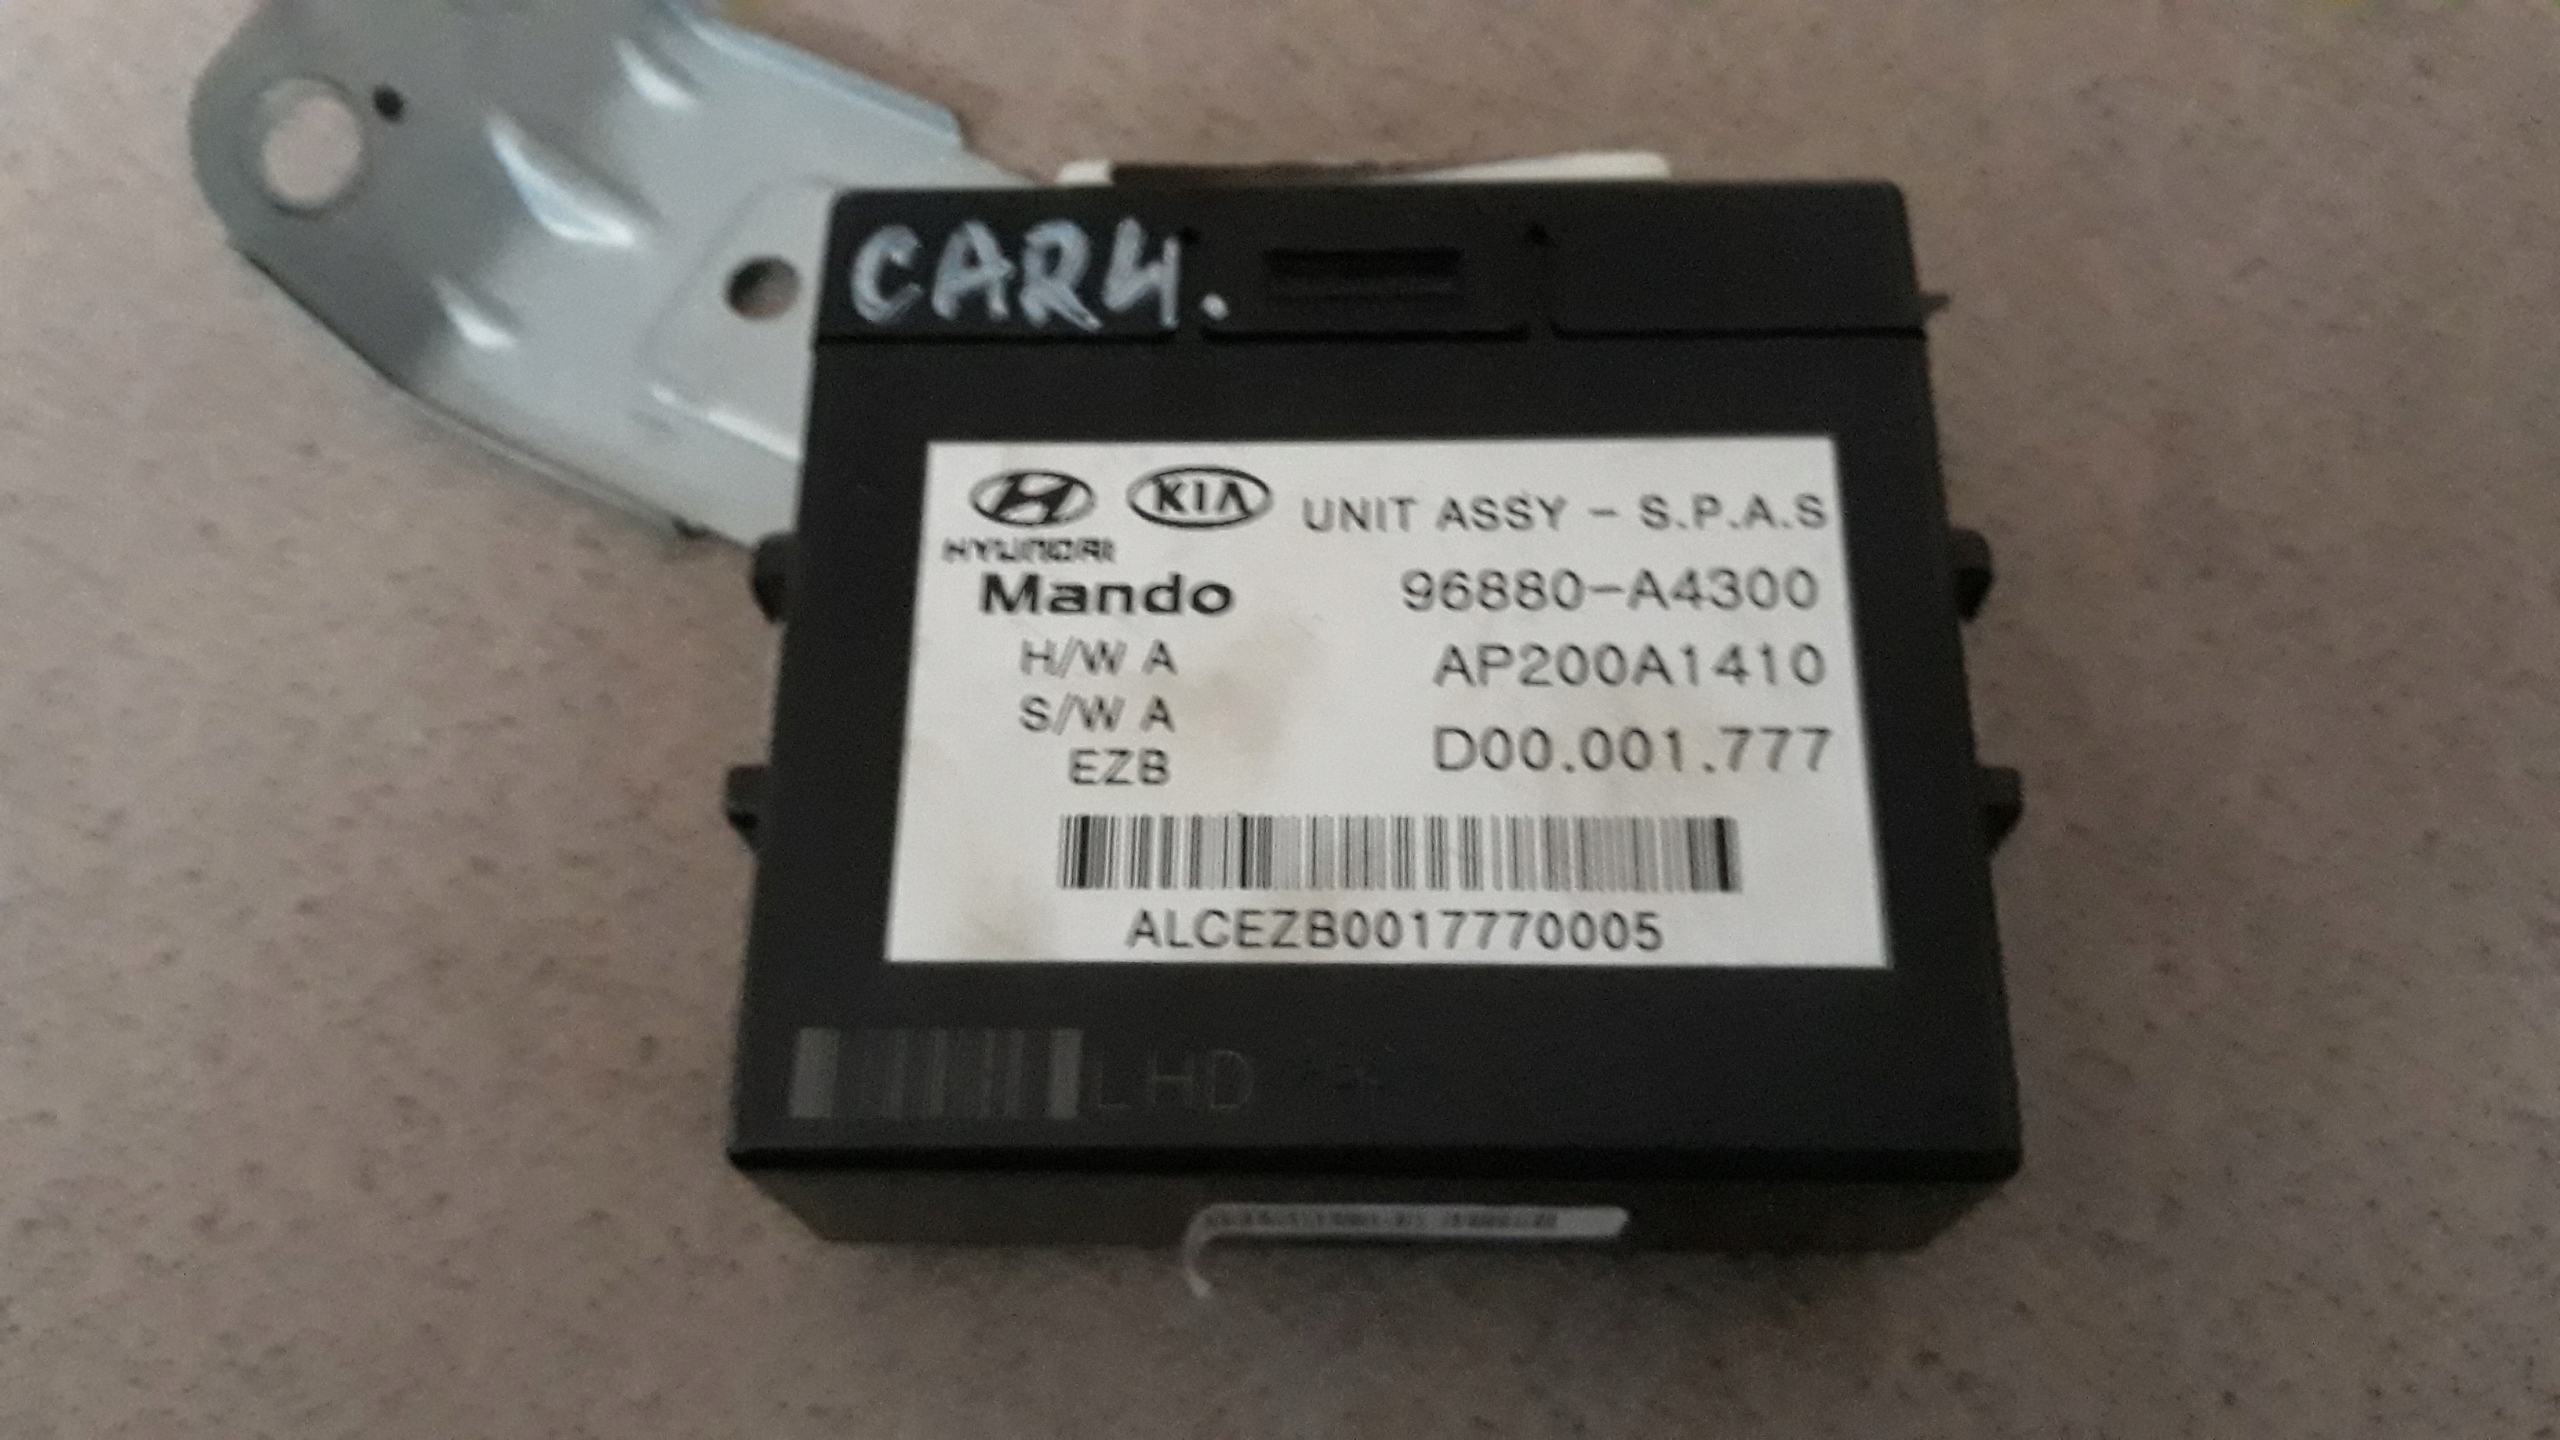 CAR4.
KIA UNIT ASSY - S.P.A.S
HYUNDAI
Mando 96880-A4300
H/W A AP200A1410
S/W A
EZB D00.001.777
ALCEZB0017770005
LHD